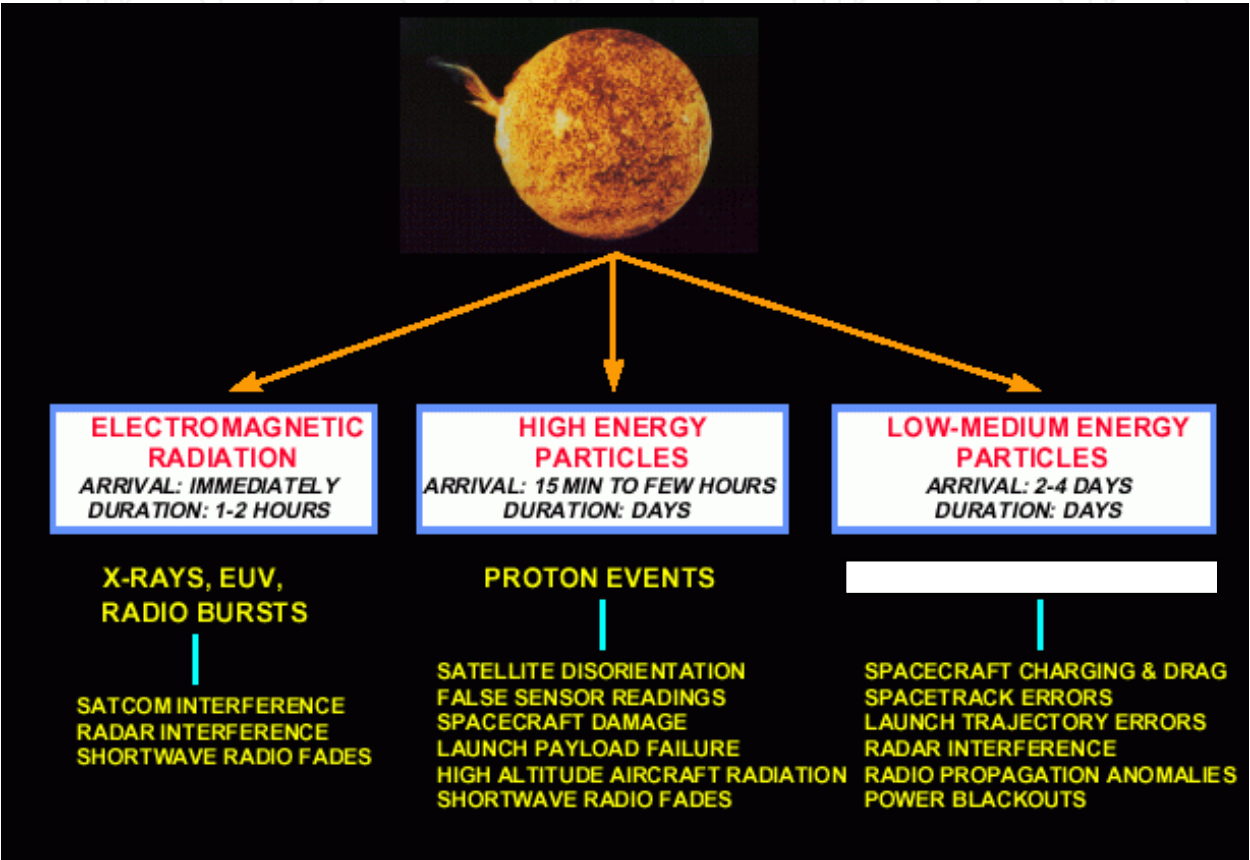 ELECTROMAGNETIC
RADIATION
ARRIVAL: IMMEDIATELY
DURATION: 1-2 HOURS
X-RAYS, EUV,
RADIO BURSTS
SATCOM INTERFERENCE
RADAR INTERFERENCE
SHORTWAVE RADIO FADES
HIGH ENERGY
PARTICLES
ARRIVAL: 15 MIN TO FEW HOURS
DURATION: DAYS
PROTON EVENTS
SATELLITE DISORIENTATION
FALSE SENSOR READINGS
SPACECRAFT DAMAGE
LAUNCH PAYLOAD FAILURE
HIGH ALTITUDE AIRCRAFT RADIATION
SHORTWAVE RADIO FADES
LOW-MEDIUM ENERGY
PARTICLES
ARRIVAL: 2-4 DAYS
DURATION: DAYS
SPACECRAFT CHARGING & DRAG
SPACETRACK ERRORS
LAUNCH TRAJECTORY ERRORS
RADAR INTERFERENCE
RADIO PROPAGATION ANOMALIES
POWER BLACKOUTS